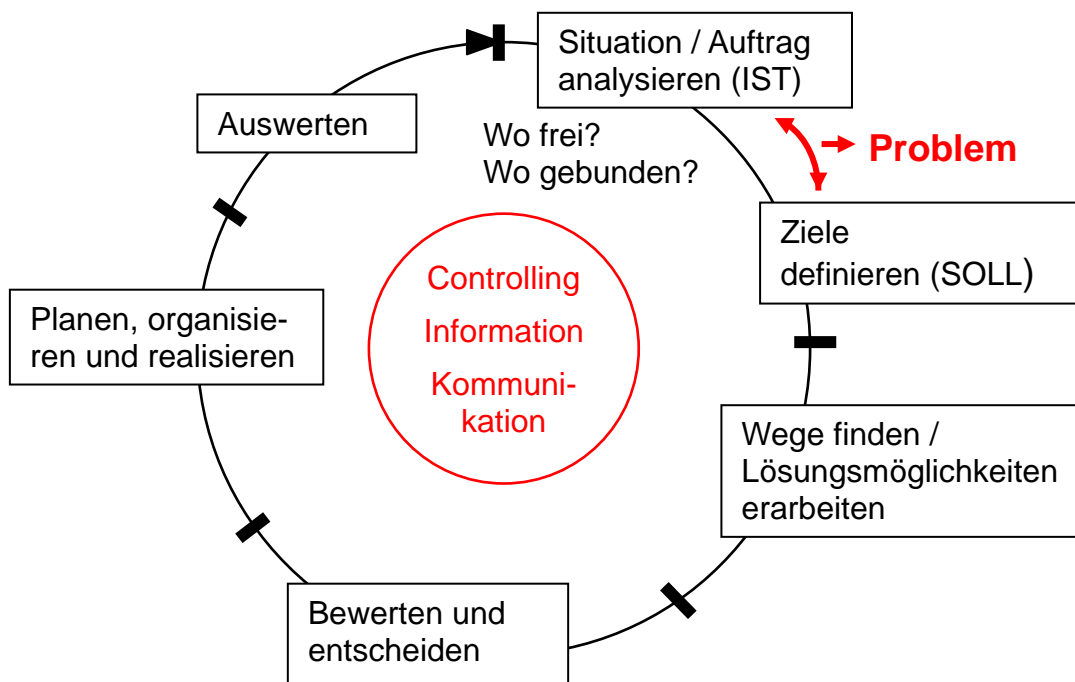 Situation / Auftrag
analysieren (IST)
Auswerten
Wo frei?
Wo gebunden?
Problem
Ziele
definieren (SOLL)
Controlling
Information
Kommuni-
kation
Planen, organisie-
ren und realisieren
Wege finden /
Lösungsmöglichkeiten
erarbeiten
Bewerten und
entscheiden